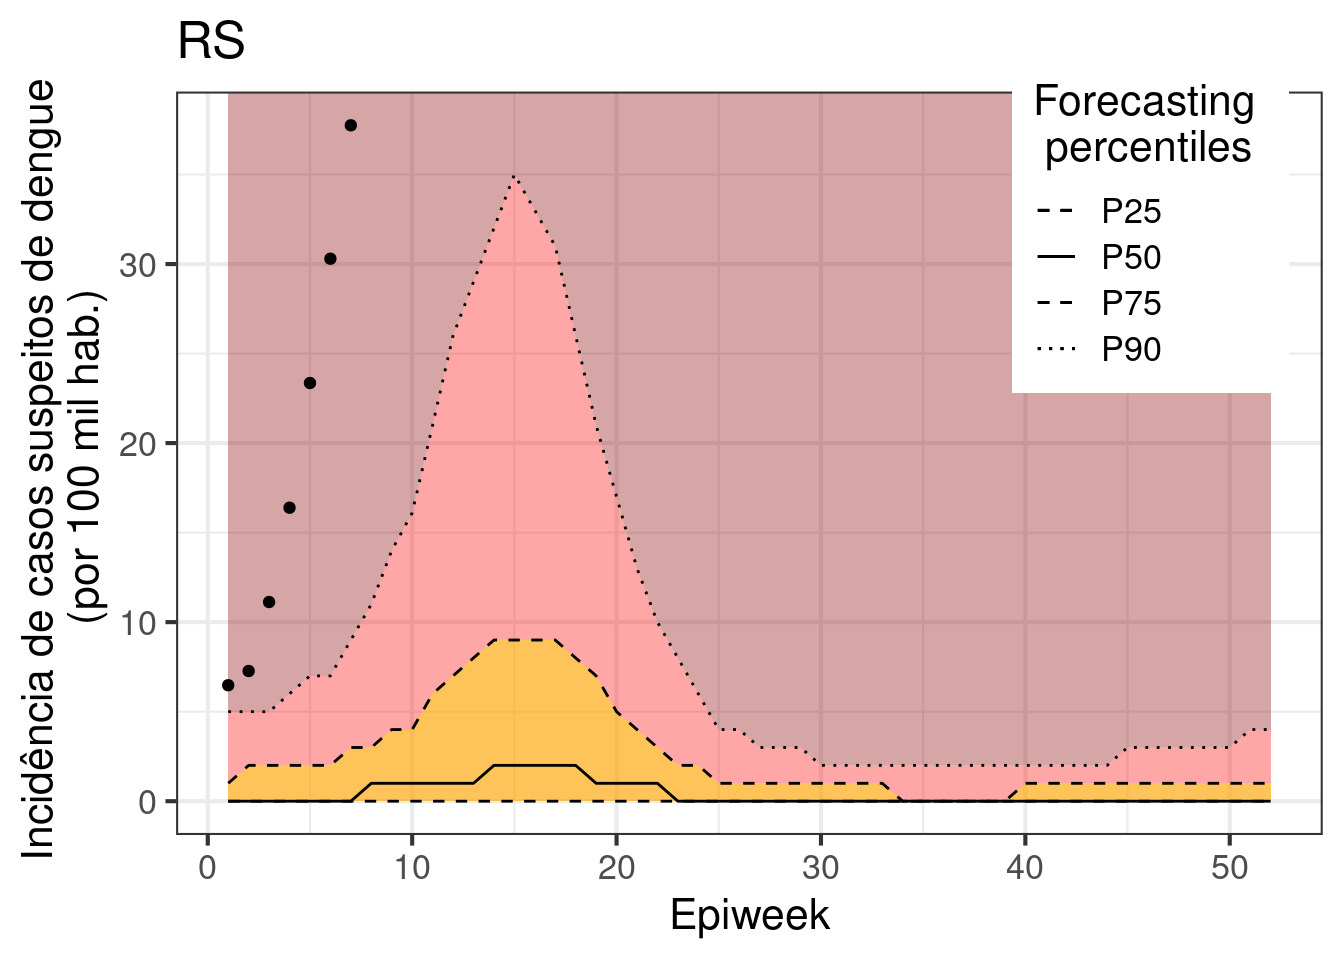 RS
Incidência de casos suspeitos de dengue
(por 100 mil hab.)
30
20
10
0
0
10
20
30
40
50
Epiweek
Forecasting
percentiles
P25
P50
P75
P90